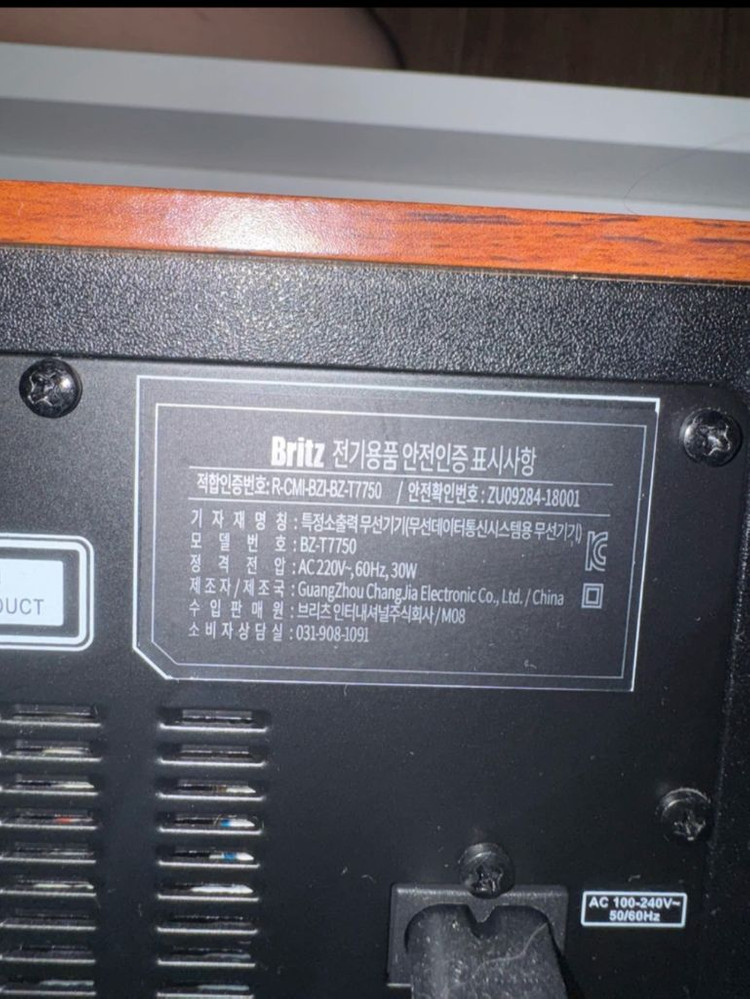 Britz 전기용품 안전인증 표시사항
적합인증번호: R-CMI-BZI-BZ-T7750 / 안전확인번호 : ZU09284-18001
기 자 재 명 칭 : 특정소출력 무선기기(무선데이터통신시스템용 무선기기)
모 델 번 호 : BZ-T7750
정 격 전 압 : AC 220V~, 60Hz, 30W
제조자/제조국 : GuangZhou ChangJia Electronic Co., Ltd. / China
수 입 판 매 원 : 브리츠 인터내셔널주식회사 / M08
소 비 자 상 담 실 : 031-908-1091
DUCT
AC 100-240V~
50/60Hz